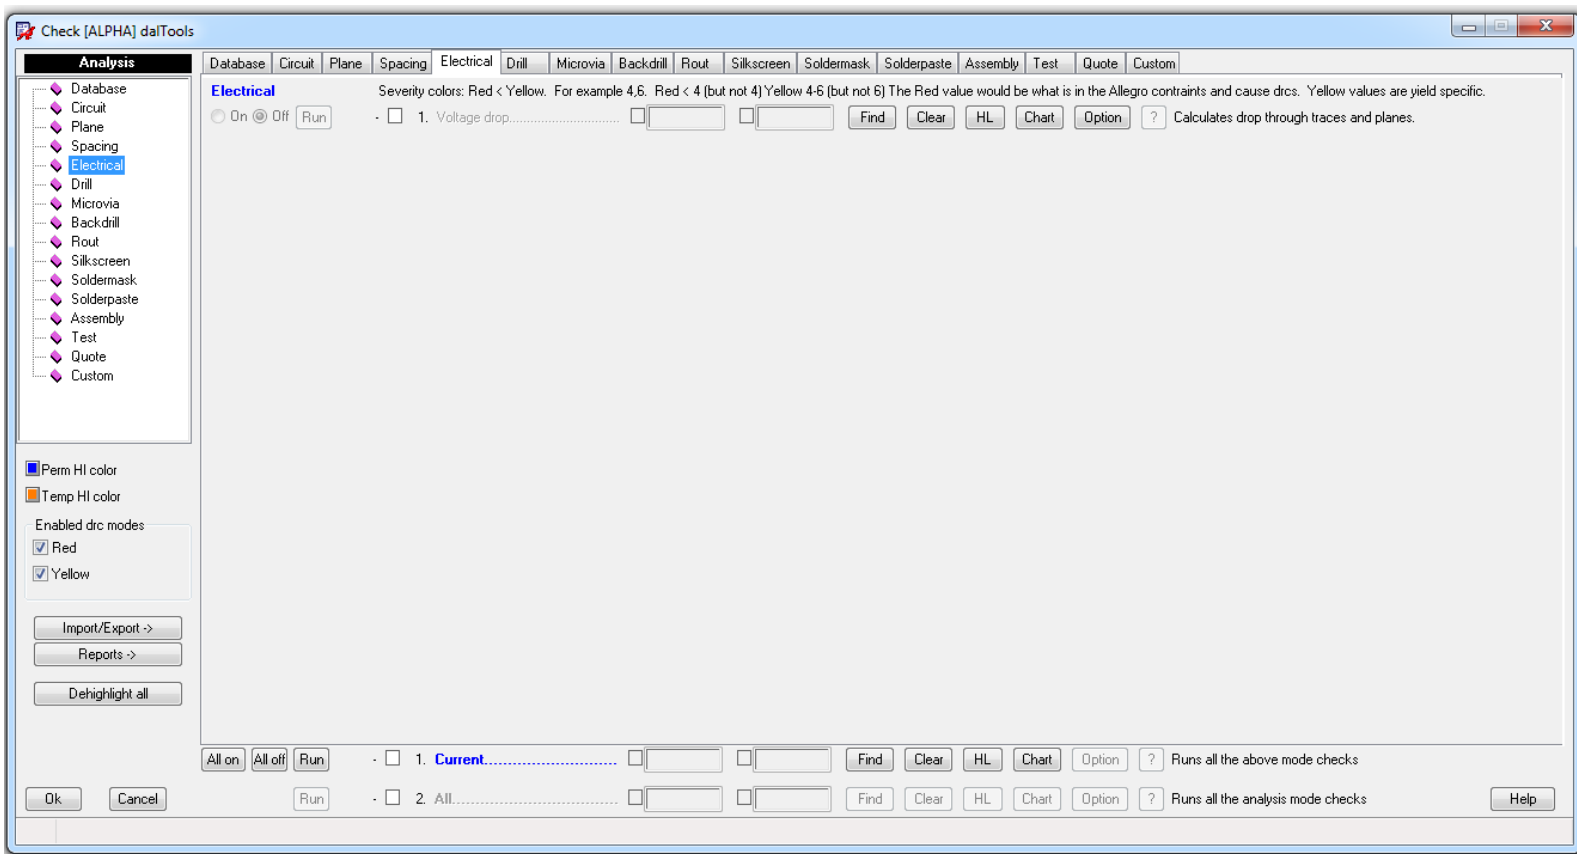 Check [ALPHA] dalTools
Analysis
Database
Circuit
Plane
Spacing
Electrical
Drill
Microvia
Backdrill
Rout
Silkscreen
Soldermask
Solderpaste
Assembly
Test
Quote
Custom
Perm HI color
Temp HI color
Enabled drc modes
Red
Yellow
Import/Export ->
Reports ->
Dehighlight all
Ok Cancel
Database Circuit Plane Spacing Electrical Drill Microvia Backdrill Rout Silkscreen Soldermask Solderpaste Assembly Test Quote Custom
Electrical Severity colors: Red < Yellow. For example 4,6. Red < 4 (but not 4) Yellow 4-6 (but not 6) The Red value would be what is in the Allegro contraints and cause drcs. Yellow values are yield specific.
On Off Run - 1. Voltage drop............................ Find Clear HL Chart Option ? Calculates drop through traces and planes.
All on All off Run - 1. Current............................ Find Clear HL Chart Option ? Runs all the above mode checks
Run - 2. All.......................................... Find Clear HL Chart Option ? Runs all the analysis mode checks Help